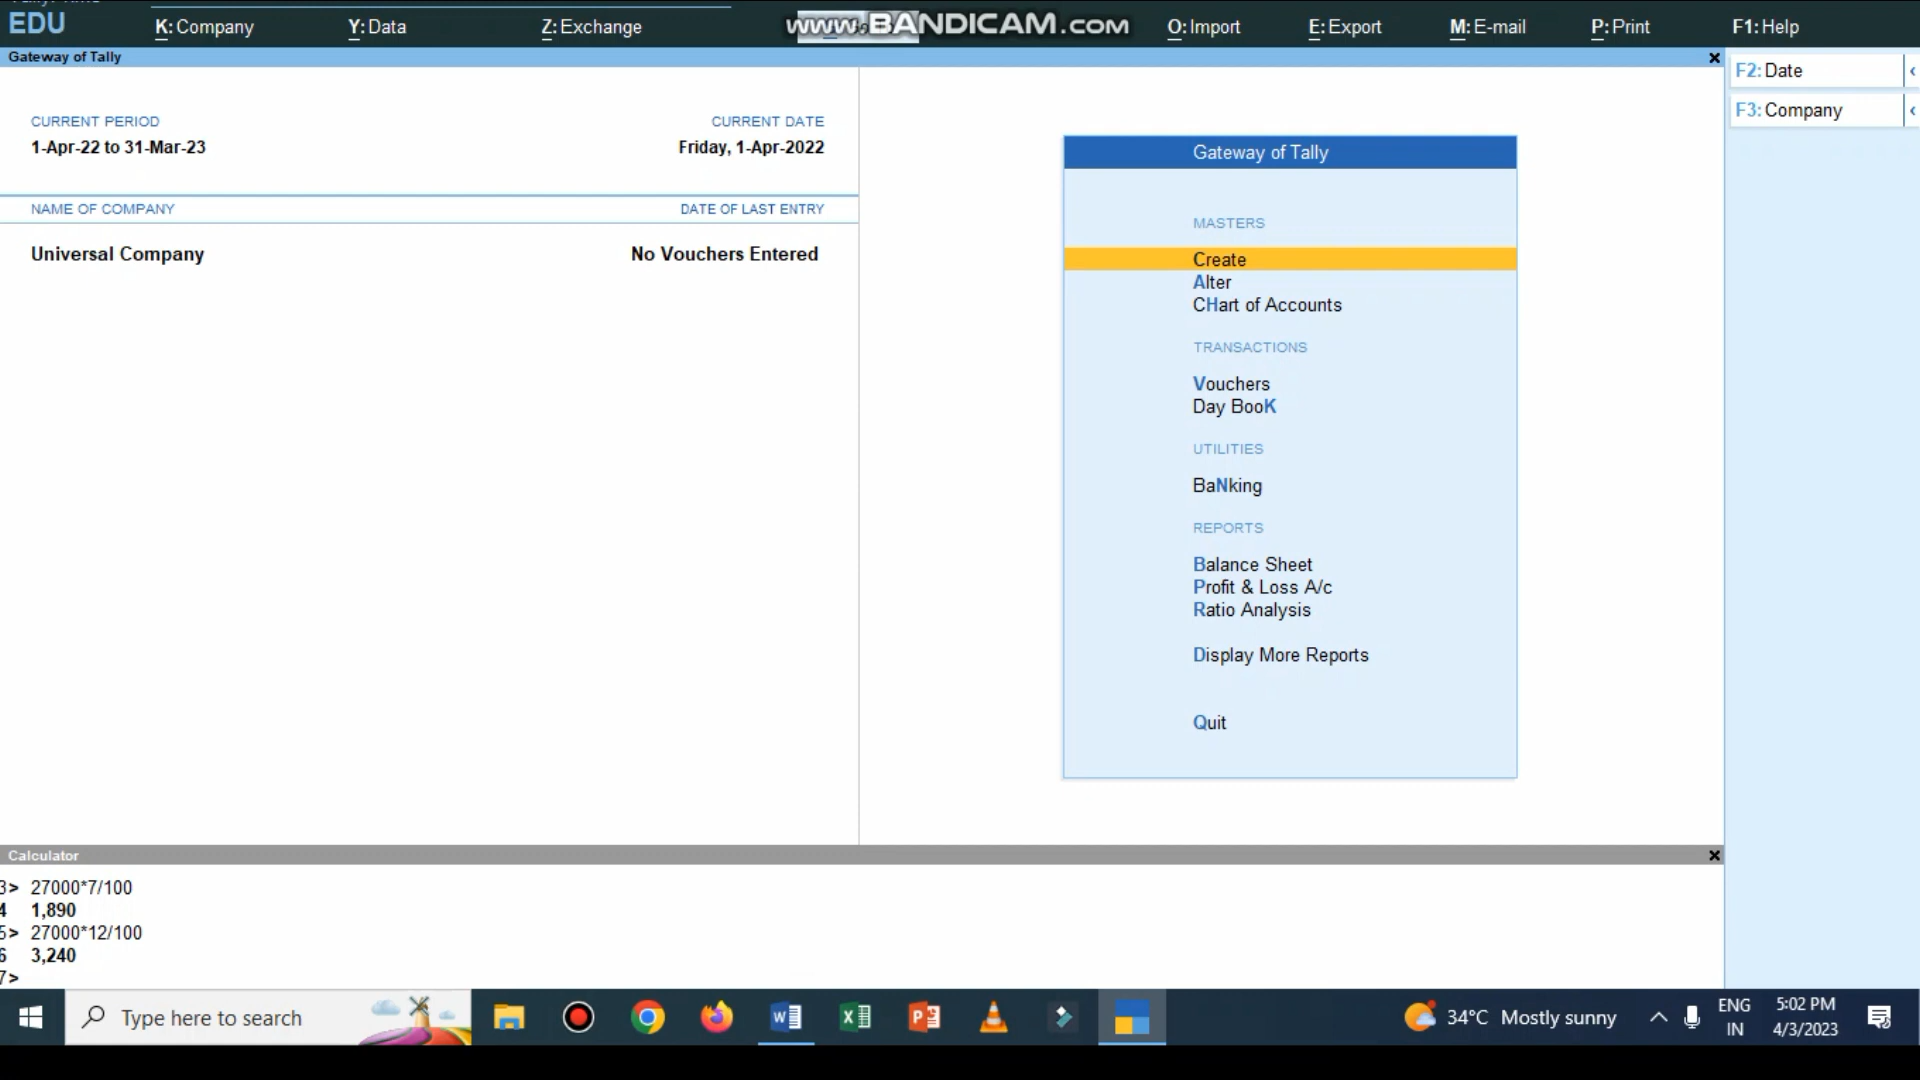 EDU
K: Company
Y: Data
Z: Exchange
www.BANDICAM.com
O: Import
E: Export
M: E-mail
P: Print
F1: Help
Gateway of Tally
F2: Date
F3: Company
CURRENT PERIOD
CURRENT DATE
1-Apr-22 to 31-Mar-23
Friday, 1-Apr-2022
NAME OF COMPANY
DATE OF LAST ENTRY
Universal Company
No Vouchers Entered
Gateway of Tally
MASTERS
Create
Alter
CHart of Accounts
TRANSACTIONS
Vouchers
Day BooK
UTILITIES
BaNking
REPORTS
Balance Sheet
Profit & Loss A/c
Ratio Analysis
Display More Reports
Quit
Calculator
3> 27000*7/100
4 1,890
5> 27000*12/100
6 3,240
7>
Type here to search
34°C Mostly sunny
ENG
IN
5:02 PM
4/3/2023